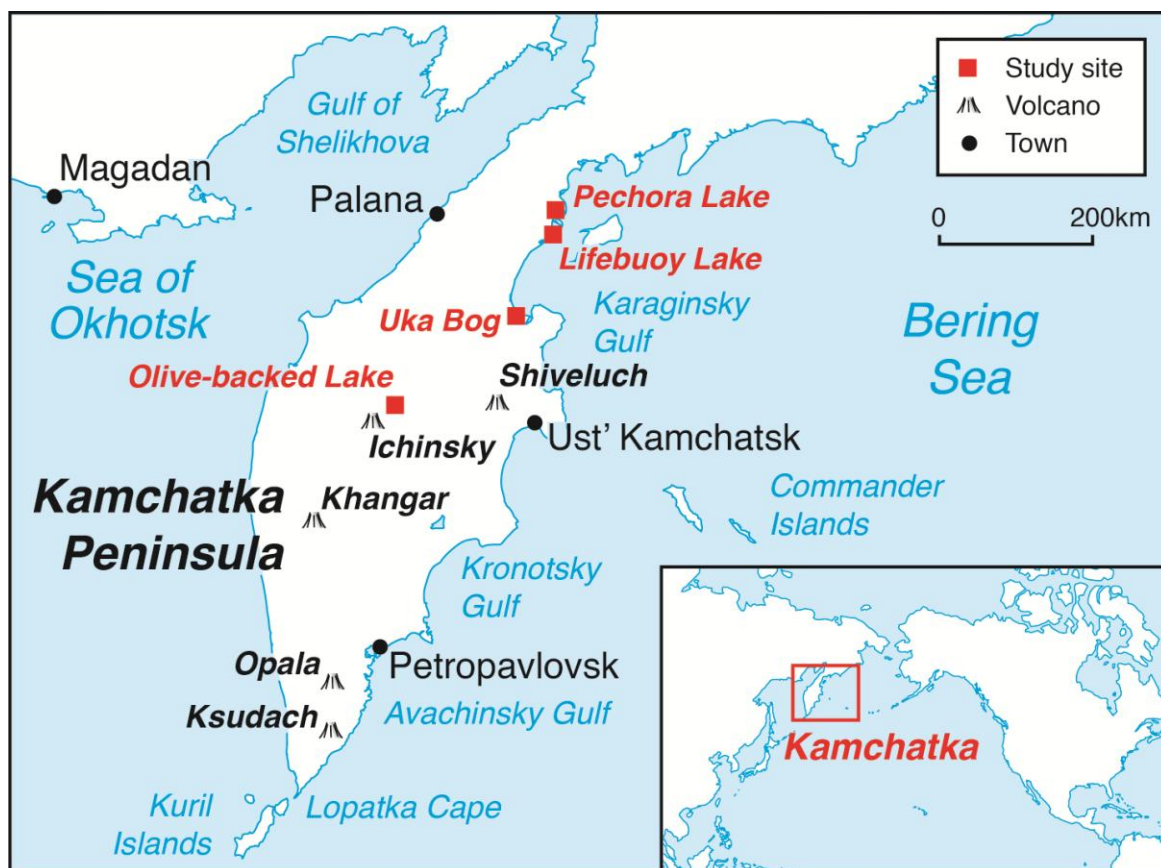 Gulf of
Shelikhova
Study site
Volcano
Town
Magadan
Palana
Pechora Lake
0
200km
Lifebuoy Lake
Sea of
Okhotsk
Uka Bog
Karaginsky
Gulf
Bering
Sea
Olive-backed Lake
Shiveluch
Ichinsky
Ust' Kamchatsk
Kamchatka
Peninsula
Khangar
Commander
Islands
Kronotsky
Gulf
Opala
Petropavlovsk
Ksudach
Avachinsky Gulf
Kuril
Islands
Lopatka Cape
Kamchatka